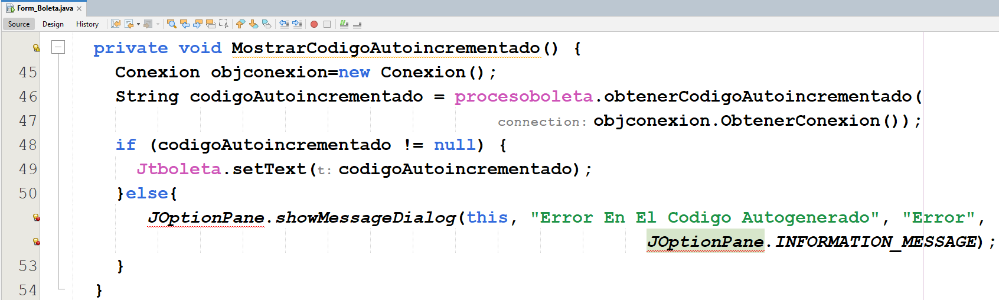 Form_Boleta.java
Source Design History
private void MostrarCodigoAutoincrementado() {
45 Conexion objconexion=new Conexion();
46 String codigoAutoincrementado = procesoboleta.obtenerCodigoAutoincrementado(
47 connection: objconexion.ObtenerConexion());
48 if (codigoAutoincrementado != null) {
49 Jtboleta.setText(t: codigoAutoincrementado);
50 }else{
JOptionPane.showMessageDialog(this, "Error En El Codigo Autogenerado", "Error",
JOptionPane.INFORMATION_MESSAGE);
53 }
54 }